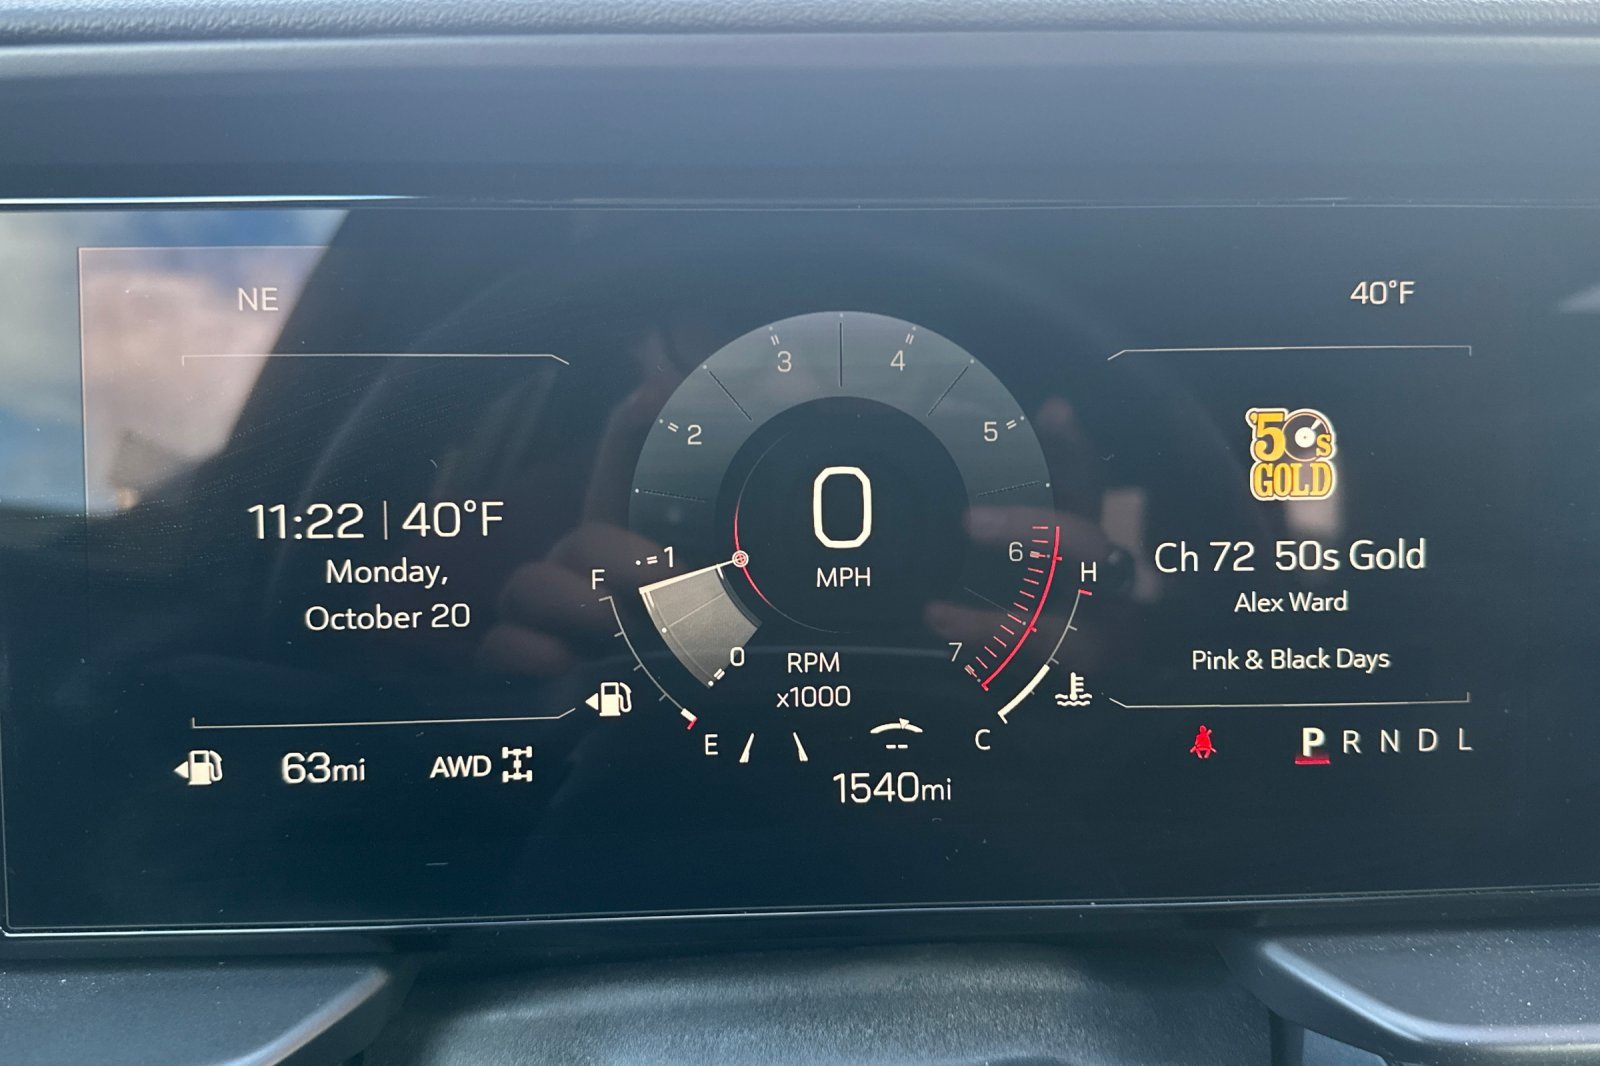 NE
40°F
'50s
GOLD
11:22 | 40°F
Monday,
October 20
63mi
AWD
F
E
0
1
2
3
4
5
6
7
0
MPH
RPM
x1000
H
C
--
1540mi
Ch 72 50s Gold
Alex Ward
Pink & Black Days
P R N D L